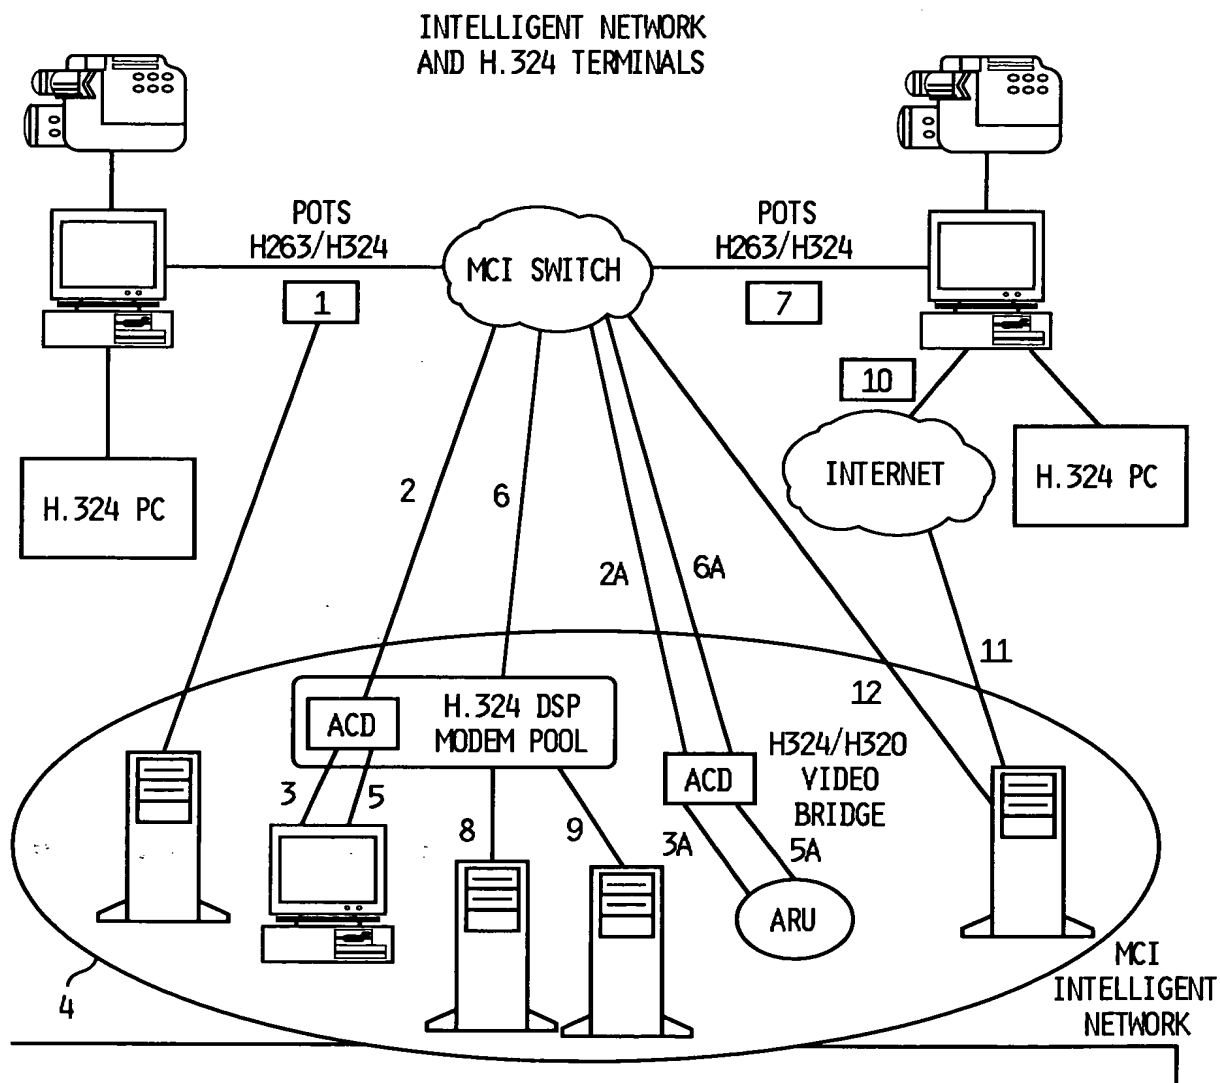 INTELLIGENT NETWORK
AND H.324 TERMINALS
POTS
H263/H324
1
MCI SWITCH
POTS
H263/H324
7
10
INTERNET
H.324 PC
H.324 PC
2
6
2A
6A
11
12
ACD
H.324 DSP
MODEM POOL
H324/H320
VIDEO
BRIDGE
ACD
3
5
8
9
3A
5A
ARU
4
MCI
INTELLIGENT
NETWORK